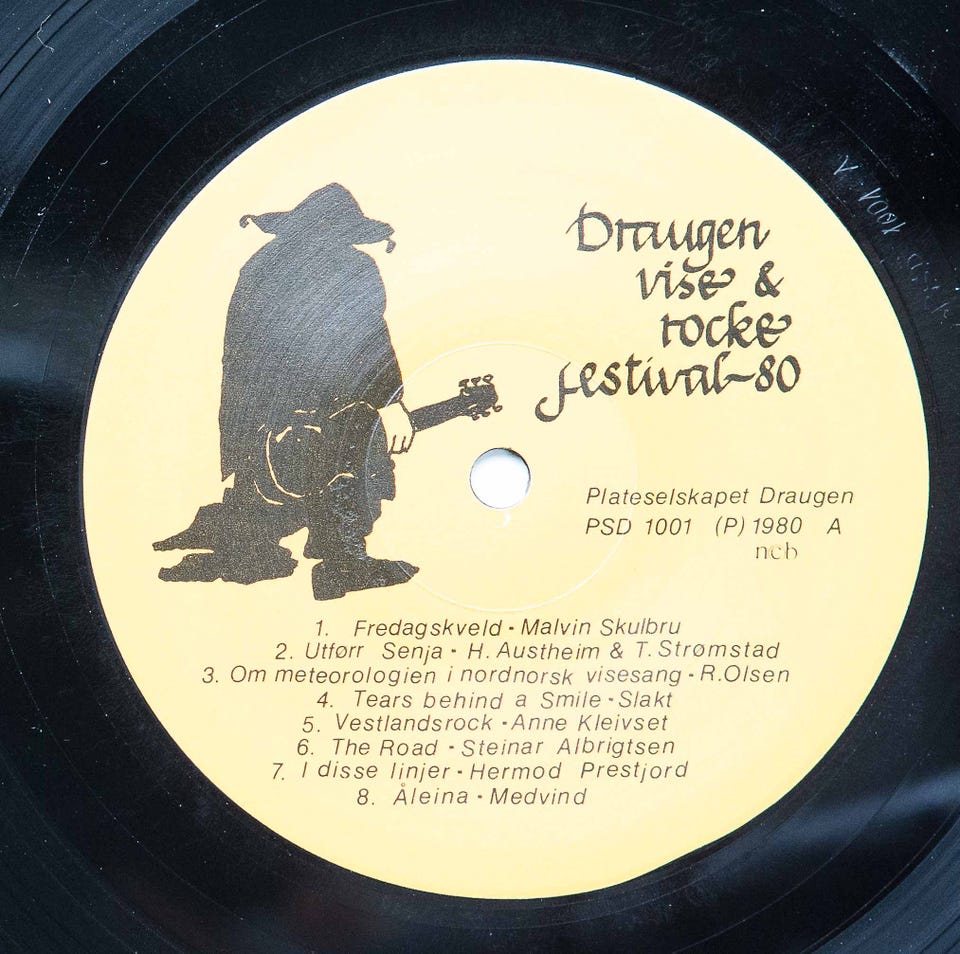 Draugen
vise &
rocke
festival-80
Plateselskapet Draugen
PSD 1001 (P) 1980 A
ncb
1. Fredagskveld - Malvin Skulbru
2. Utførr Senja - H. Austheim & T. Strømstad
3. Om meteorologien i nordnorsk visesang - R. Olsen
4. Tears behind a Smile - Slakt
5. Vestlandsrock - Anne Kleivset
6. The Road - Steinar Albrigtsen
7. I disse linjer - Hermod Prestjord
8. Åleina - Medvind
PSD 1001 A